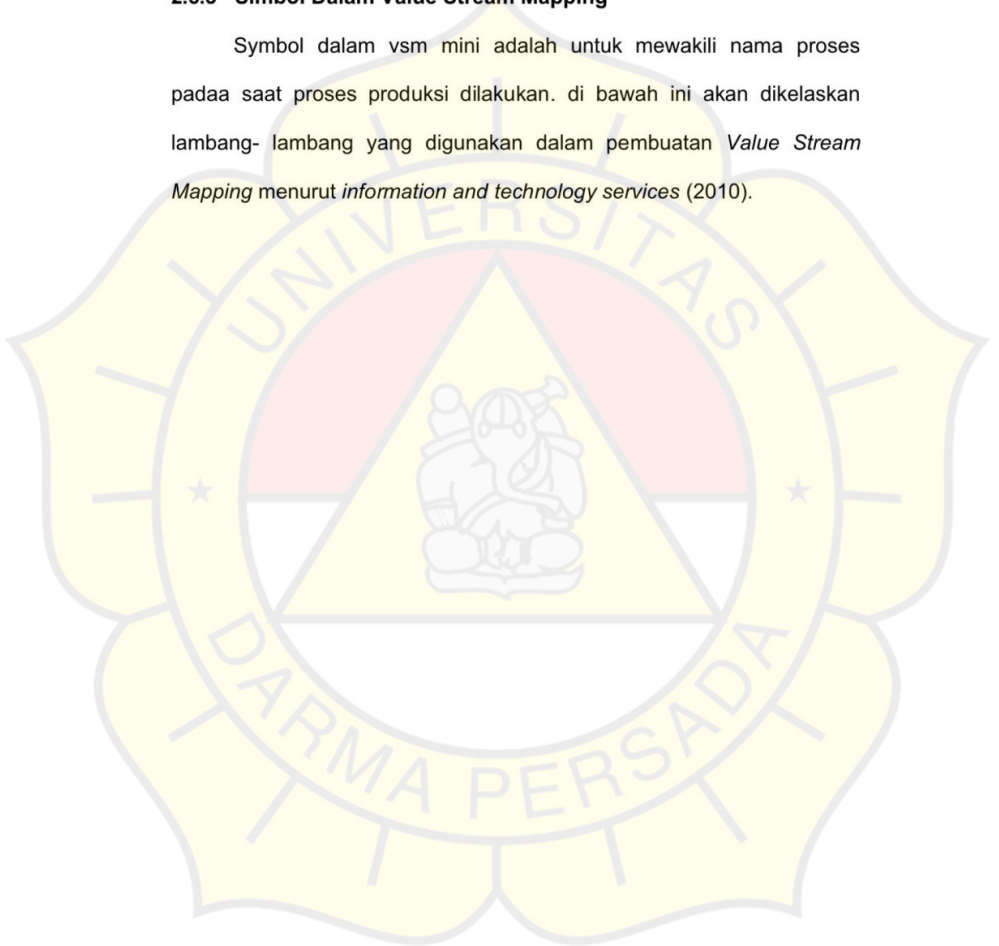 Simbol Dalam Value Stream Mapping
Symbol dalam vsm mini adalah untuk mewakili nama proses
padaa saat proses produksi dilakukan. di bawah ini akan dikelaskan
lambang- lambang yang digunakan dalam pembuatan Value Stream
Mapping menurut information and technology services (2010).
UNIVERSITAS
DARMA PERSADA